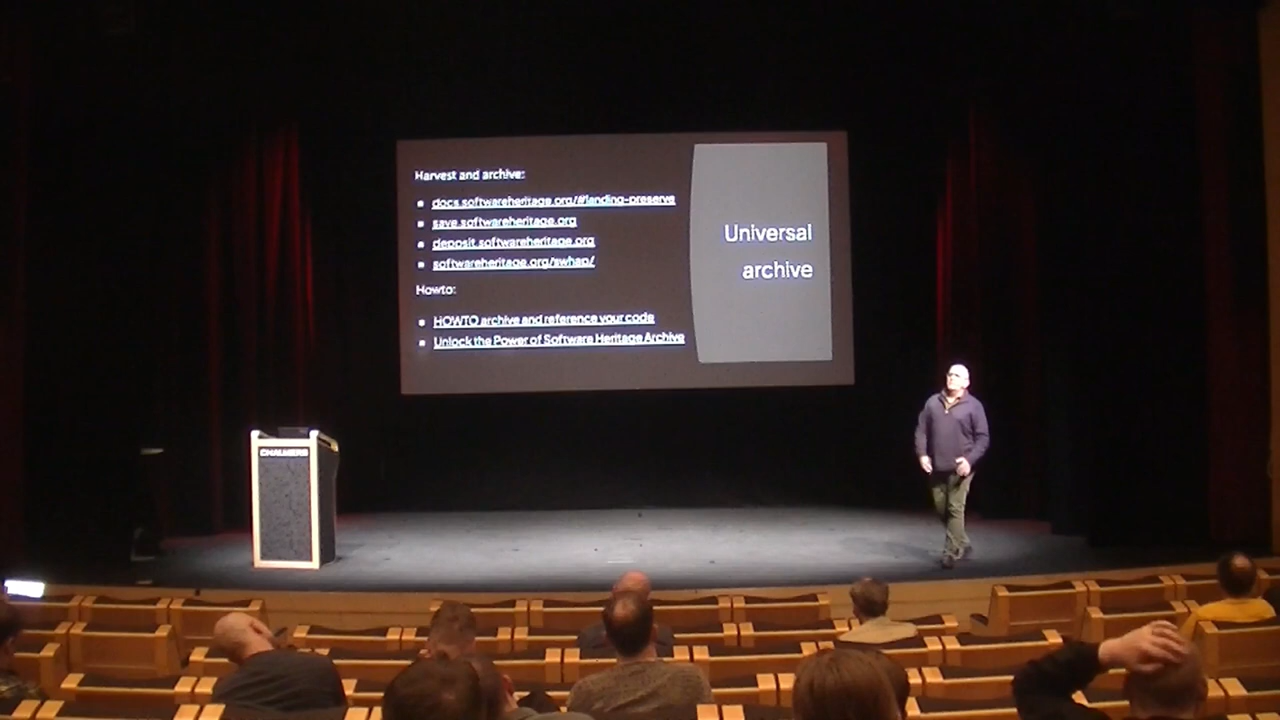 Harvest and archive:
docs.softwareheritage.org/#landing-preserve
save.softwareheritage.org
deposit.softwareheritage.org
softwareheritage.org/swhap/
Howto:
HOWTO archive and reference your code
Unlock the Power of Software Heritage Archive
Universal
archive
CHALMERS